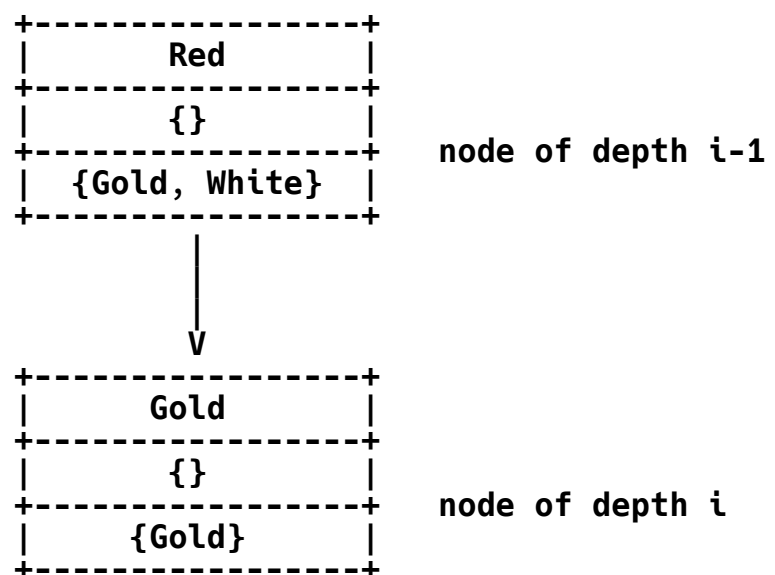 Red
{}
node of depth i-1
{Gold, White}
V
Gold
{}
node of depth i
{Gold}